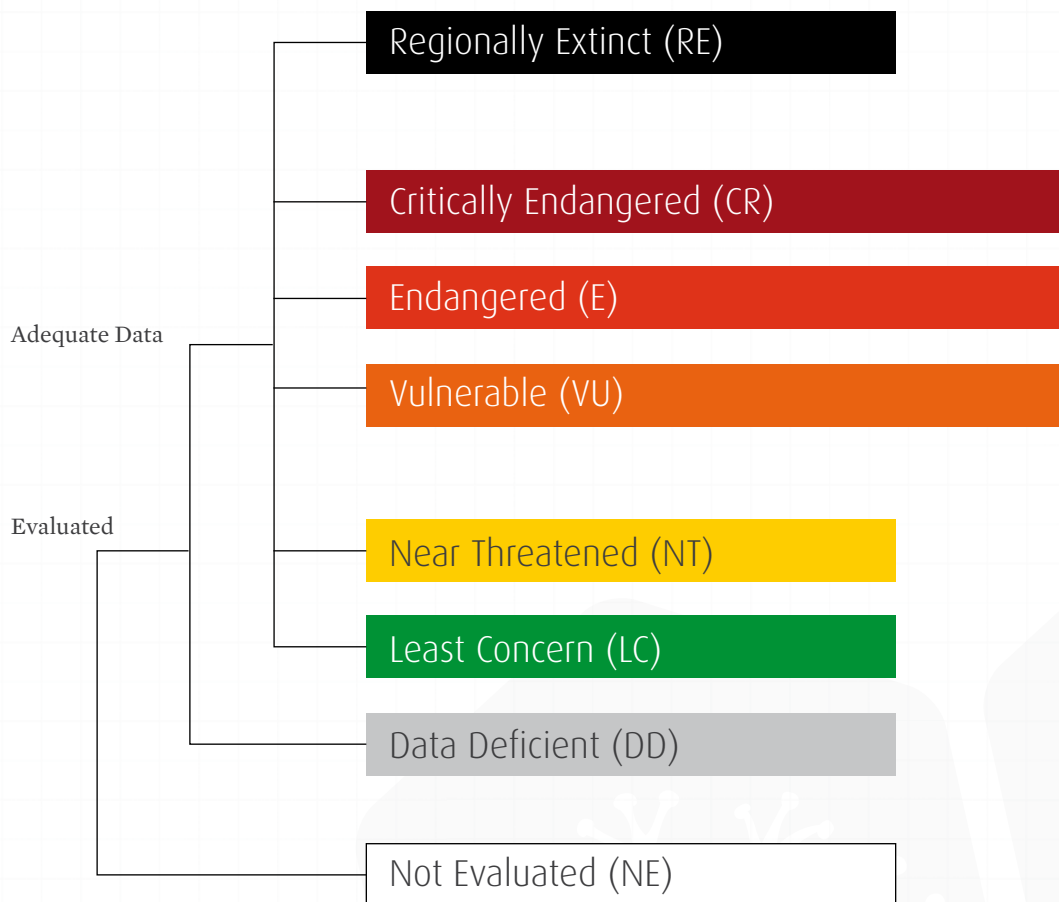 Regionally Extinct (RE)
Critically Endangered (CR)
Endangered (E)
Adequate Data
Vulnerable (VU)
Evaluated
Near Threatened (NT)
Least Concern (LC)
Data Deficient (DD)
Not Evaluated (NE)